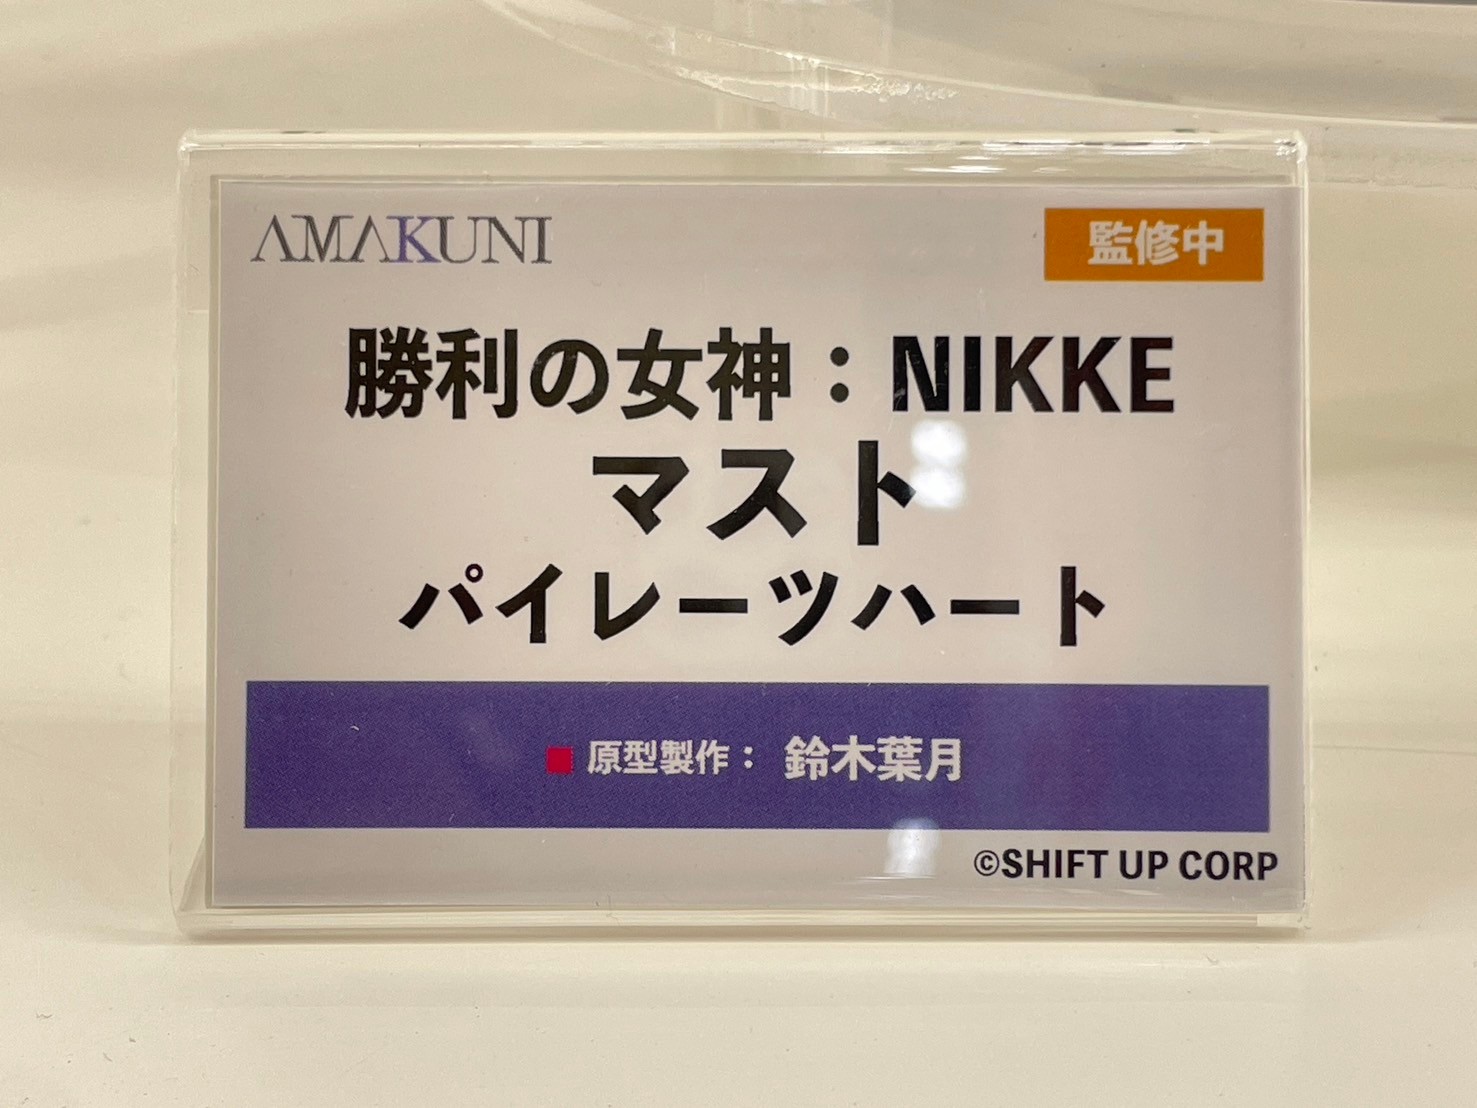 AMAKUNI
監修中
勝利の女神：NIKKE
マスト
パイレーツハート
■ 原型製作： 鈴木葉月
©SHIFT UP CORP